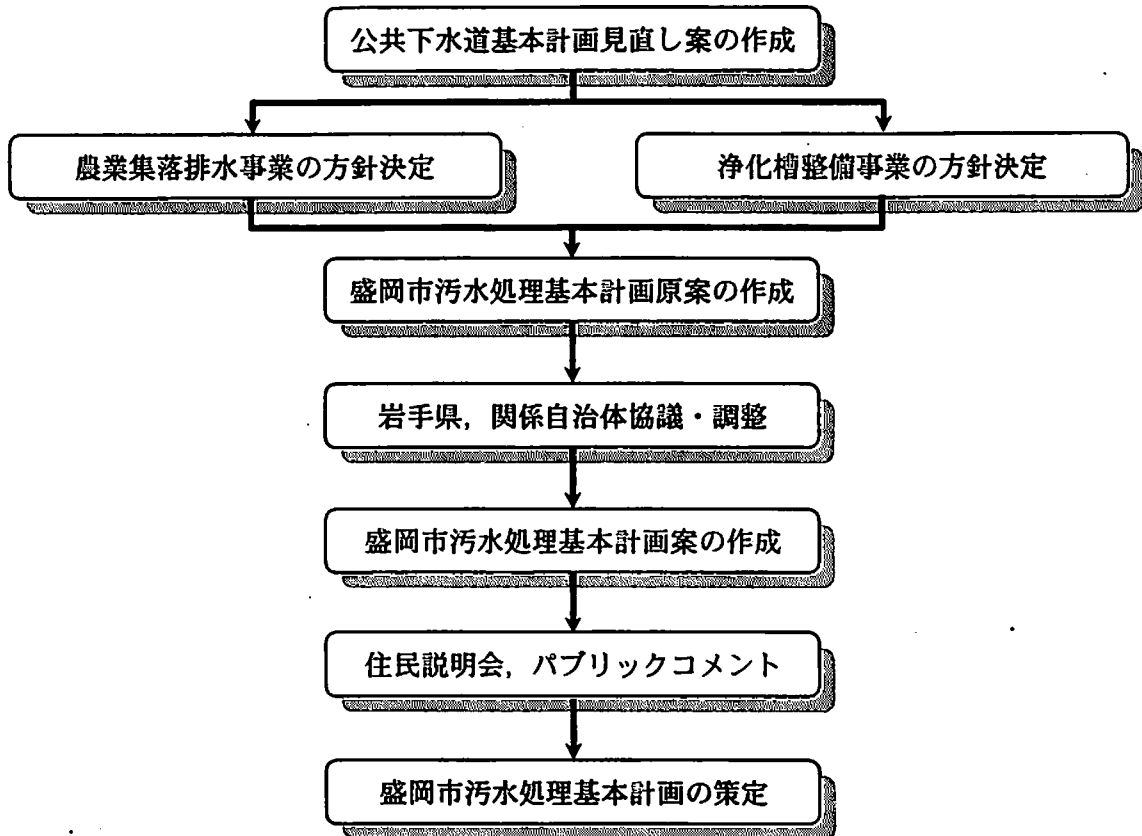 公共下水道基本計画見直し案の作成
農業集落排水事業の方針決定
浄化槽整備事業の方針決定
盛岡市汚水処理基本計画原案の作成
岩手県，関係自治体協議・調整
盛岡市汚水処理基本計画案の作成
住民説明会，パブリックコメント
盛岡市汚水処理基本計画の策定